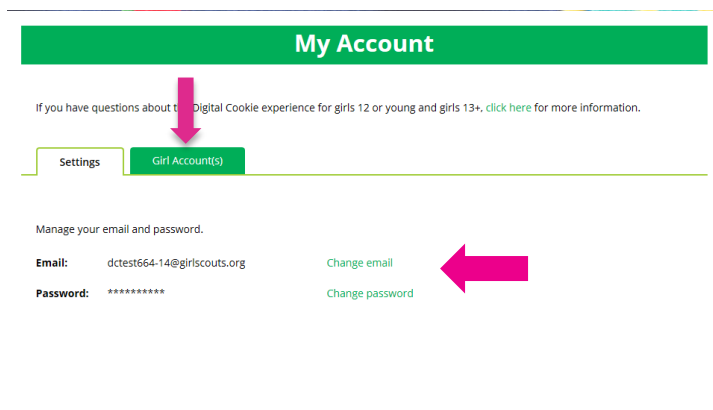 My Account
If you have questions about t Digital Cookie experience for girls 12 or young and girls 13+, click here for more information.
Settings
Girl Account(s)
Manage your email and password.
Email: dctest664-14@girlscouts.org Change email
Password: ********** Change password